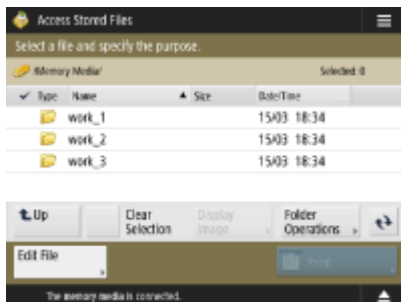 Access Stored Files
Select a file and specify the purpose.
/Memory Media/ Selected: 0
✓ Type Name ▲ Size Date/Time
work_1 15/03 18:34
work_2 15/03 18:34
work_3 15/03 18:34
Up Clear Selection Display Image Folder Operations
Edit File Print
The memory media is connected.